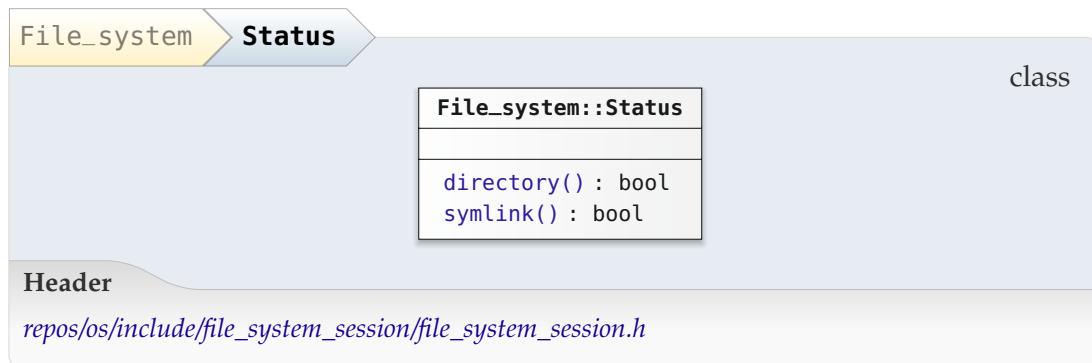 File_system Status
class
File_system::Status
directory() : bool
symlink() : bool
Header
repos/os/include/file_system_session/file_system_session.h